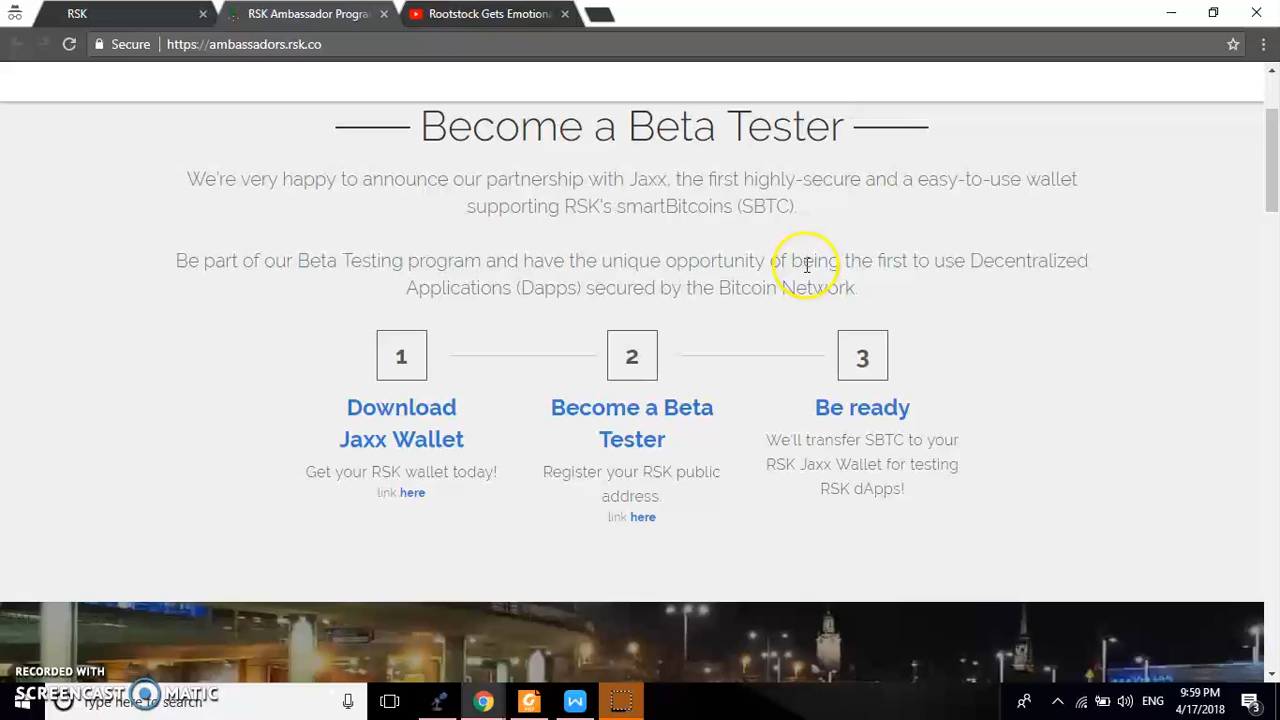 RSK
RSK Ambassador Progra
Rootstock Gets Emotiona
Secure
https://ambassadors.rsk.co
Become a Beta Tester
We're very happy to announce our partnership with Jaxx, the first highly-secure and a easy-to-use wallet
supporting RSK's smartBitcoins (SBTC).
Be part of our Beta Testing program and have the unique opportunity of being the first to use Decentralized
Applications (Dapps) secured by the Bitcoin Network.
1
2
3
Download
Jaxx Wallet
Get your RSK wallet today!
link here
Become a Beta
Tester
Register your RSK public
address.
link here
Be ready
We'll transfer SBTC to your
RSK Jaxx Wallet for testing
RSK dApps!
RECORDED WITH
SCREENCAST MATIC
Type here to search
ENG
9:59 PM
4/17/2018
3